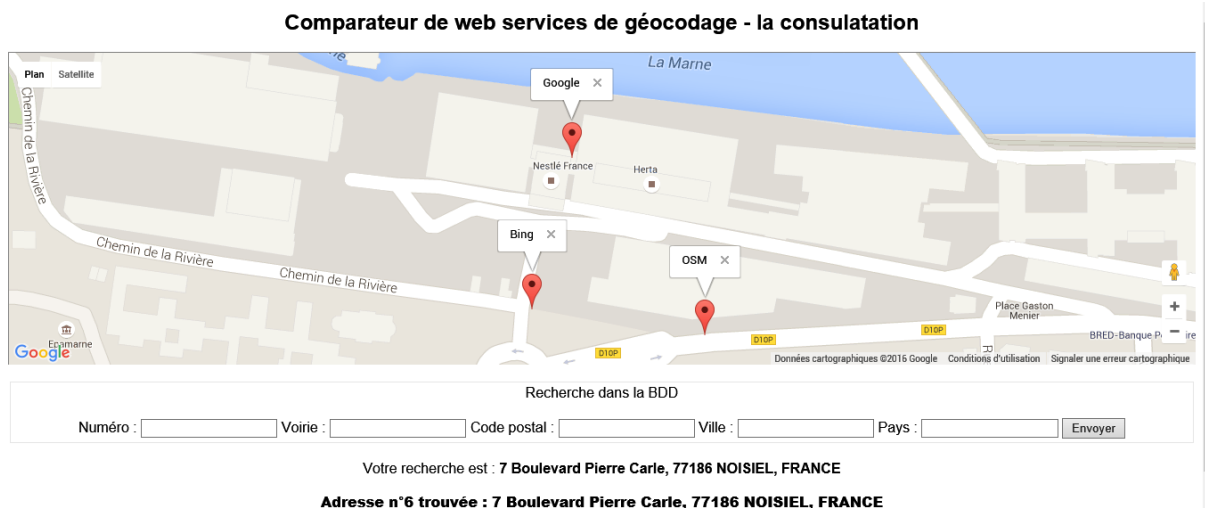 Comparateur de web services de géocodage - la consulatation
Plan Satellite
La Marne
Google ×
Chemin de la Rivière
Nestlé France
Herta
Bing ×
Chemin de la Rivière
Chemin de la Rivière
OSM ×
Place Gaston
Menier
+
−
D10P
D10P
D10P
BRED-Banque
Epamarne
Google
Données cartographiques ©2016 Google Conditions d'utilisation Signaler une erreur cartographique
Recherche dans la BDD
Numéro : Voirie : Code postal : Ville : Pays : Envoyer
Votre recherche est : 7 Boulevard Pierre Carle, 77186 NOISIEL, FRANCE
Adresse n°6 trouvée : 7 Boulevard Pierre Carle, 77186 NOISIEL, FRANCE